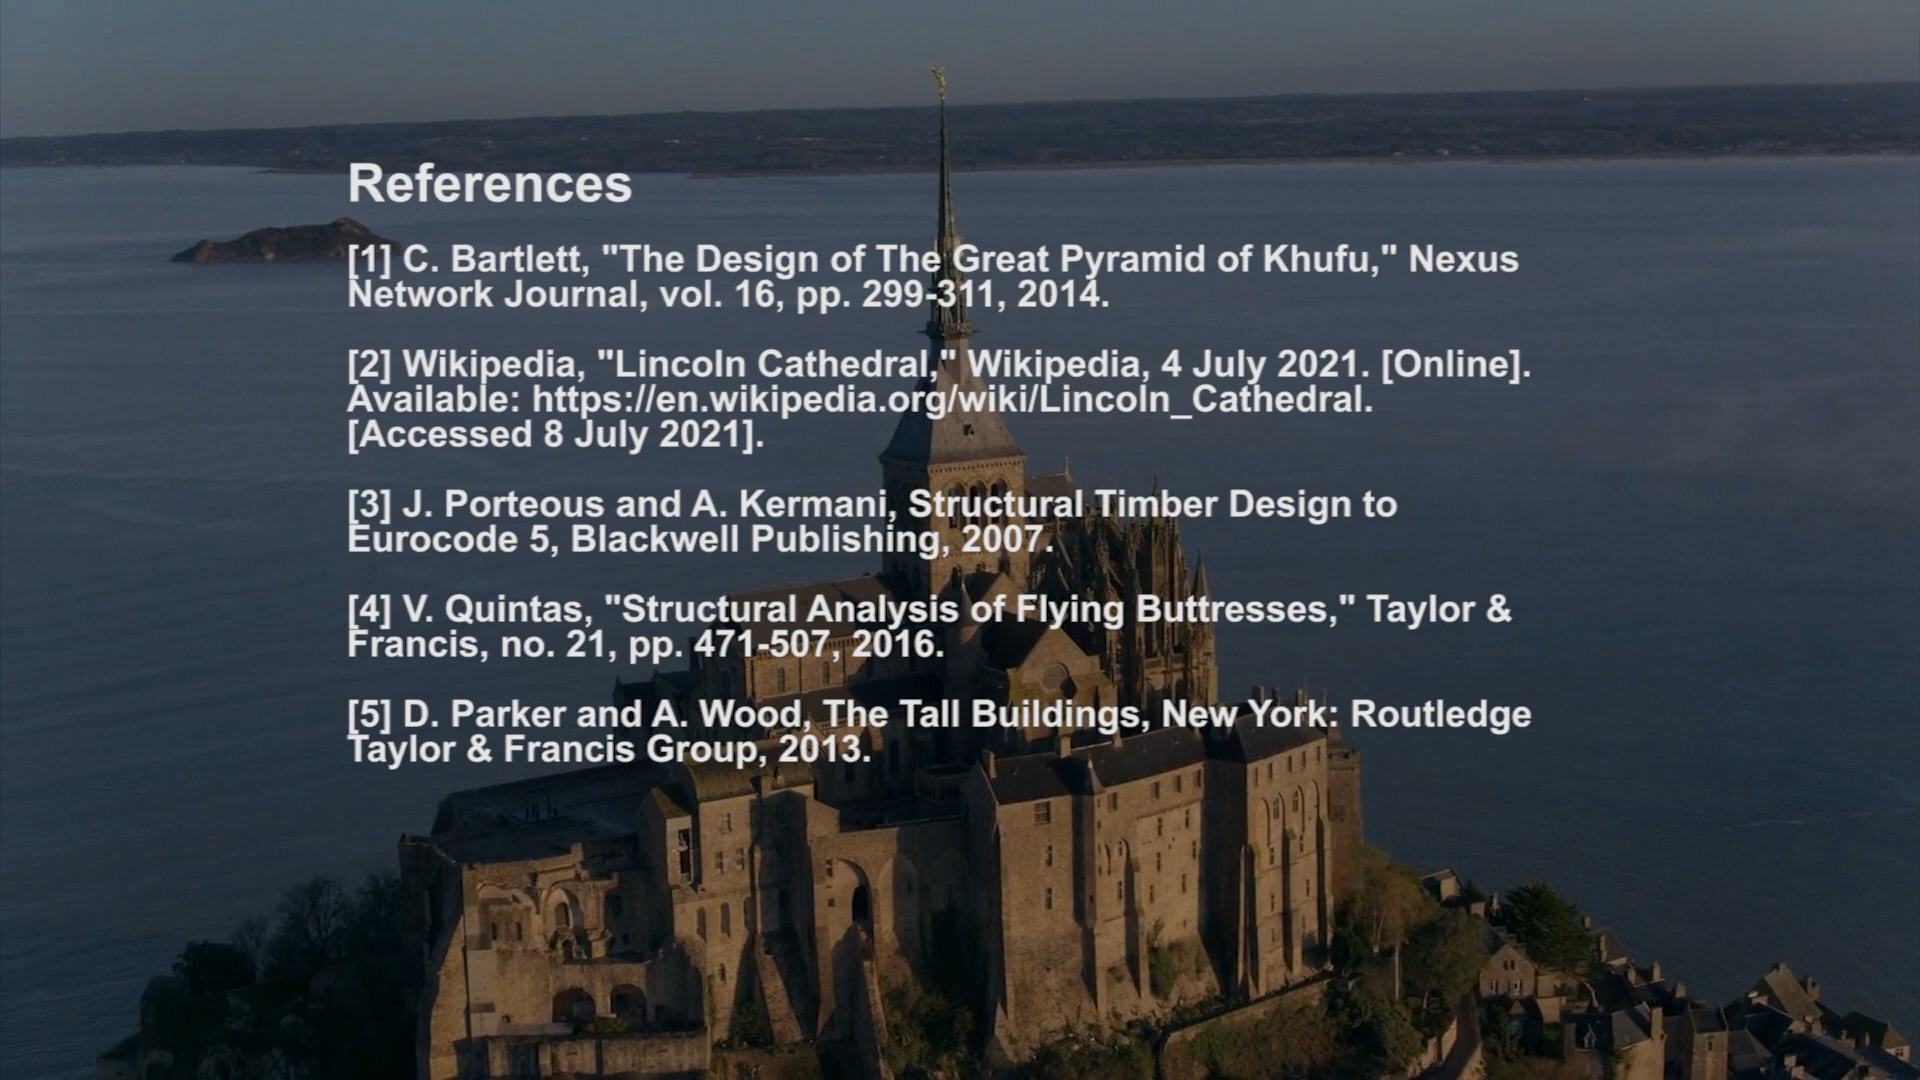 References
[1] C. Bartlett, "The Design of The Great Pyramid of Khufu," Nexus
Network Journal, vol. 16, pp. 299-311, 2014.
[2] Wikipedia, "Lincoln Cathedral," Wikipedia, 4 July 2021. [Online].
Available: https://en.wikipedia.org/wiki/Lincoln_Cathedral.
[Accessed 8 July 2021].
[3] J. Porteous and A. Kermani, Structural Timber Design to
Eurocode 5, Blackwell Publishing, 2007.
[4] V. Quintas, "Structural Analysis of Flying Buttresses," Taylor &
Francis, no. 21, pp. 471-507, 2016.
[5] D. Parker and A. Wood, The Tall Buildings, New York: Routledge
Taylor & Francis Group, 2013.